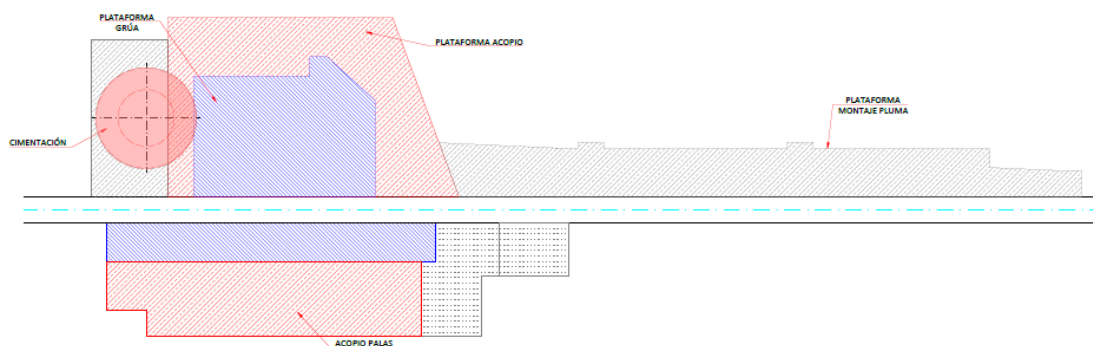 PLATAFORMA
GRÚA
PLATAFORMA ACOPIO
PLATAFORMA
MONTAJE PLUMA
CIMENTACIÓN
ACOPIO PALAS